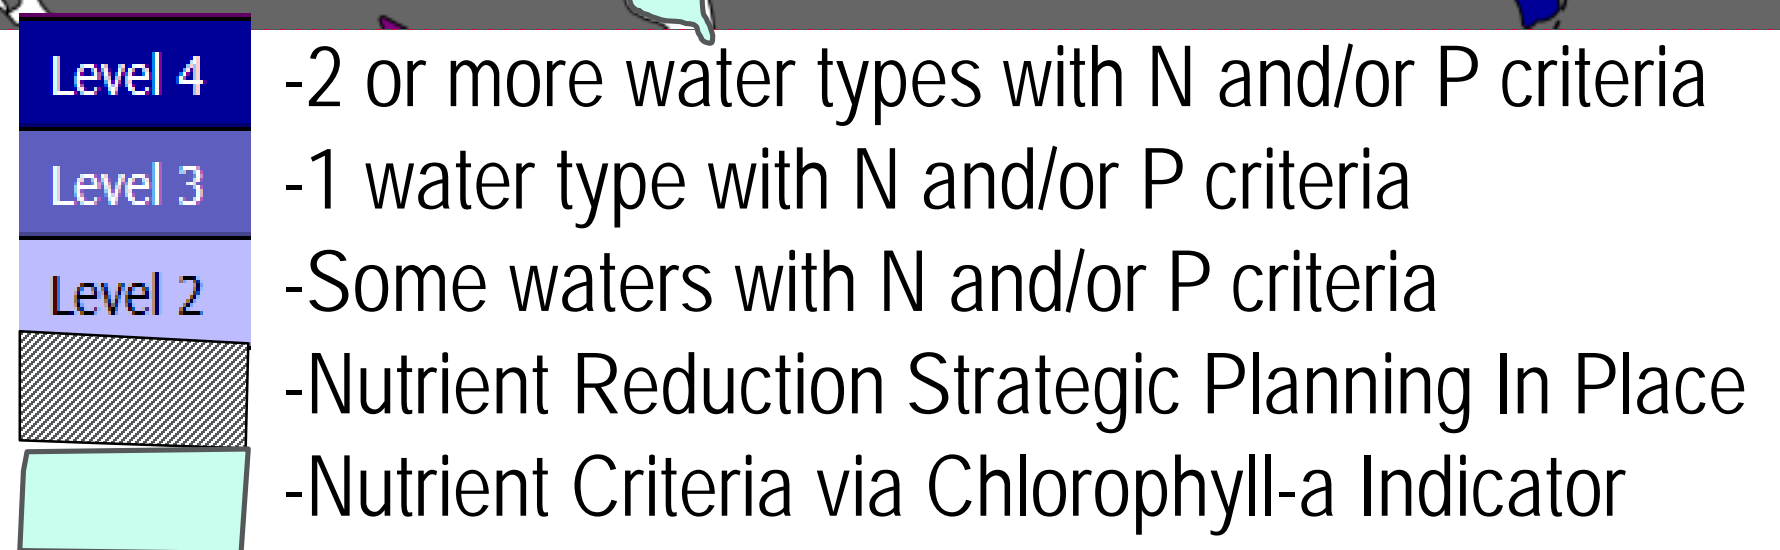 Level 4 -2 or more water types with N and/or P criteria
Level 3 -1 water type with N and/or P criteria
Level 2 -Some waters with N and/or P criteria
-Nutrient Reduction Strategic Planning In Place
-Nutrient Criteria via Chlorophyll-a Indicator